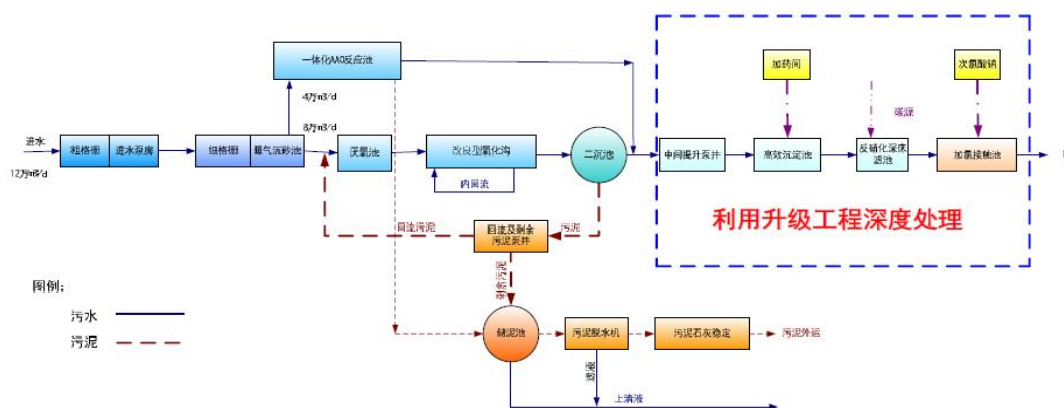 一体化AAO反应池
4万m3/d
8万m3/d
进水
12万m3/d
粗格栅
进水泵房
细格栅
曝气沉砂池
厌氧池
改良型氧化沟
内回流
二沉池
中间提升泵井
加药间
高效沉淀池
碳源
反硝化深床
滤池
次氯酸钠
加氯接触池
利用升级工程深度处理
回流污泥
回流及剩余
污泥泵井
污泥
剩余污泥
储泥池
污泥脱水机
污泥石灰稳定
污泥外运
滤液
上清液
图例:
污水
污泥